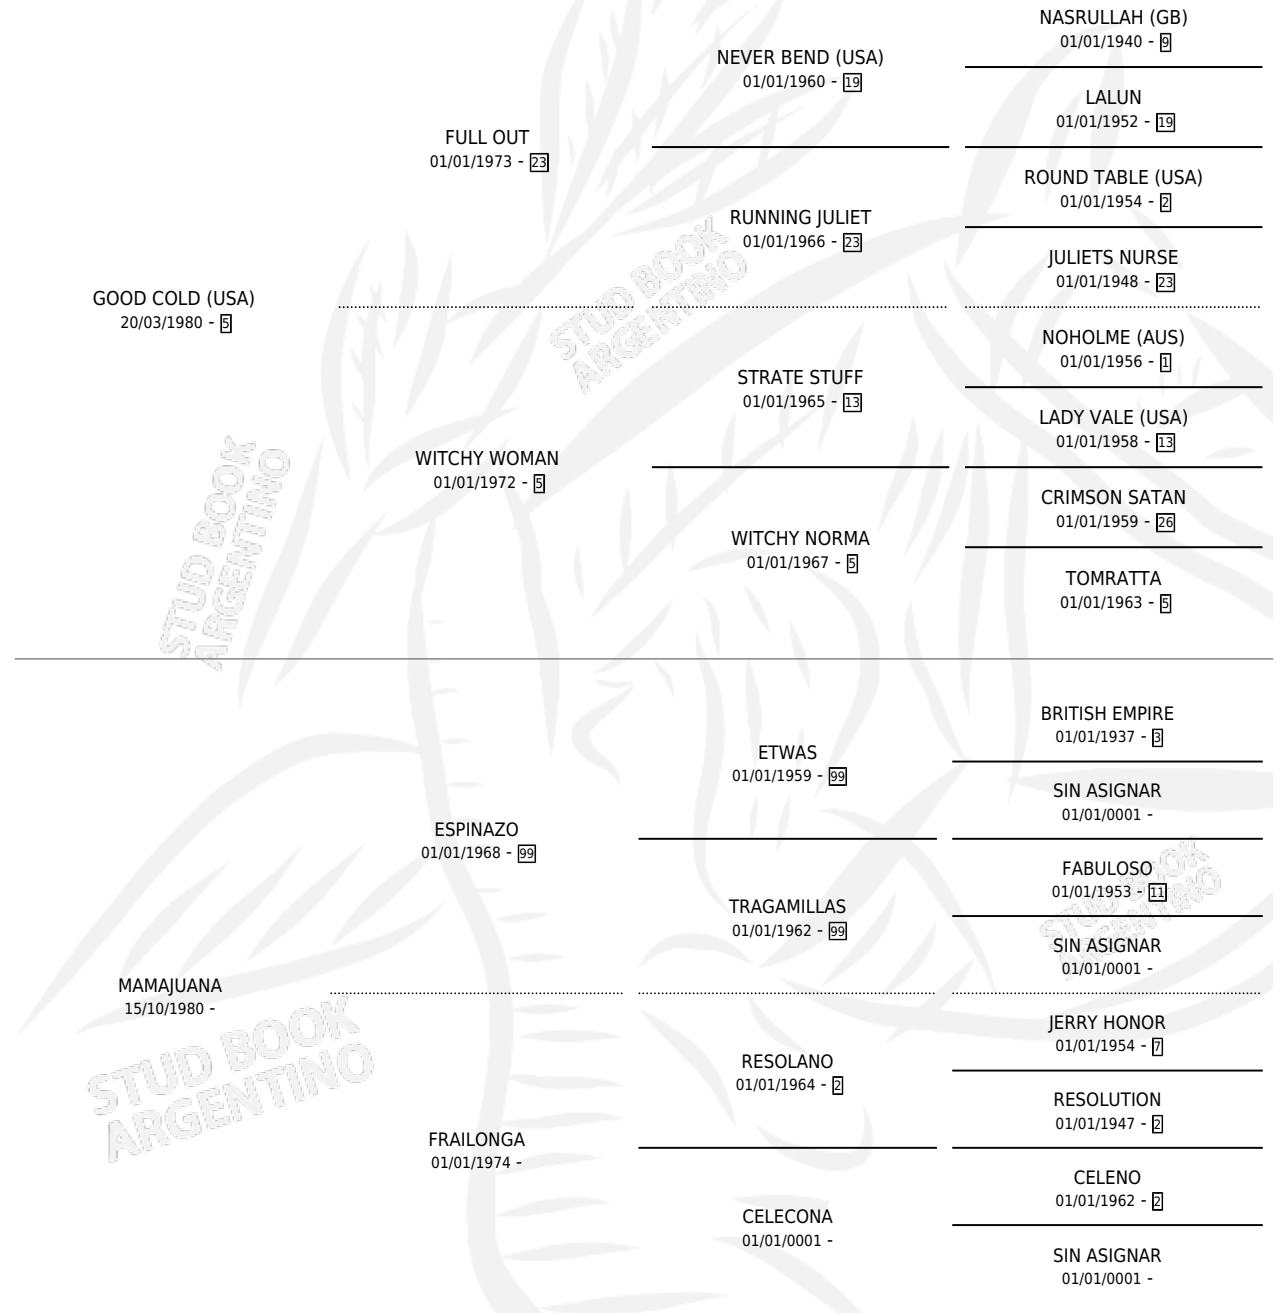 NASRULLAH (GB)
01/01/1940 - 9
NEVER BEND (USA)
01/01/1960 - 19
LALUN
01/01/1952 - 19
FULL OUT
01/01/1973 - 23
ROUND TABLE (USA)
01/01/1954 - 2
RUNNING JULIET
01/01/1966 - 23
JULIETS NURSE
01/01/1948 - 23
GOOD COLD (USA)
20/03/1980 - 5
STUD BOOK
ARGENTINO
NOHOLME (AUS)
01/01/1956 - 1
STRATE STUFF
01/01/1965 - 13
LADY VALE (USA)
01/01/1958 - 13
WITCHY WOMAN
01/01/1972 - 5
CRIMSON SATAN
01/01/1959 - 26
WITCHY NORMA
01/01/1967 - 5
TOMRATTA
01/01/1963 - 5
STUD BOOK
ARGENTINO
BRITISH EMPIRE
01/01/1937 - 3
ETWAS
01/01/1959 - 99
SIN ASIGNAR
01/01/0001 -
ESPINAZO
01/01/1968 - 99
FABULOSO
01/01/1953 - 11
TRAGAMILLAS
01/01/1962 - 99
SIN ASIGNAR
01/01/0001 -
STUD BOOK
ARGENTINO
MAMAJUANA
15/10/1980 -
JERRY HONOR
01/01/1954 - 7
RESOLANO
01/01/1964 - 2
RESOLUTION
01/01/1947 - 2
STUD BOOK
ARGENTINO
FRAILONGA
01/01/1974 -
CELENO
01/01/1962 - 2
CELECONA
01/01/0001 -
SIN ASIGNAR
01/01/0001 -